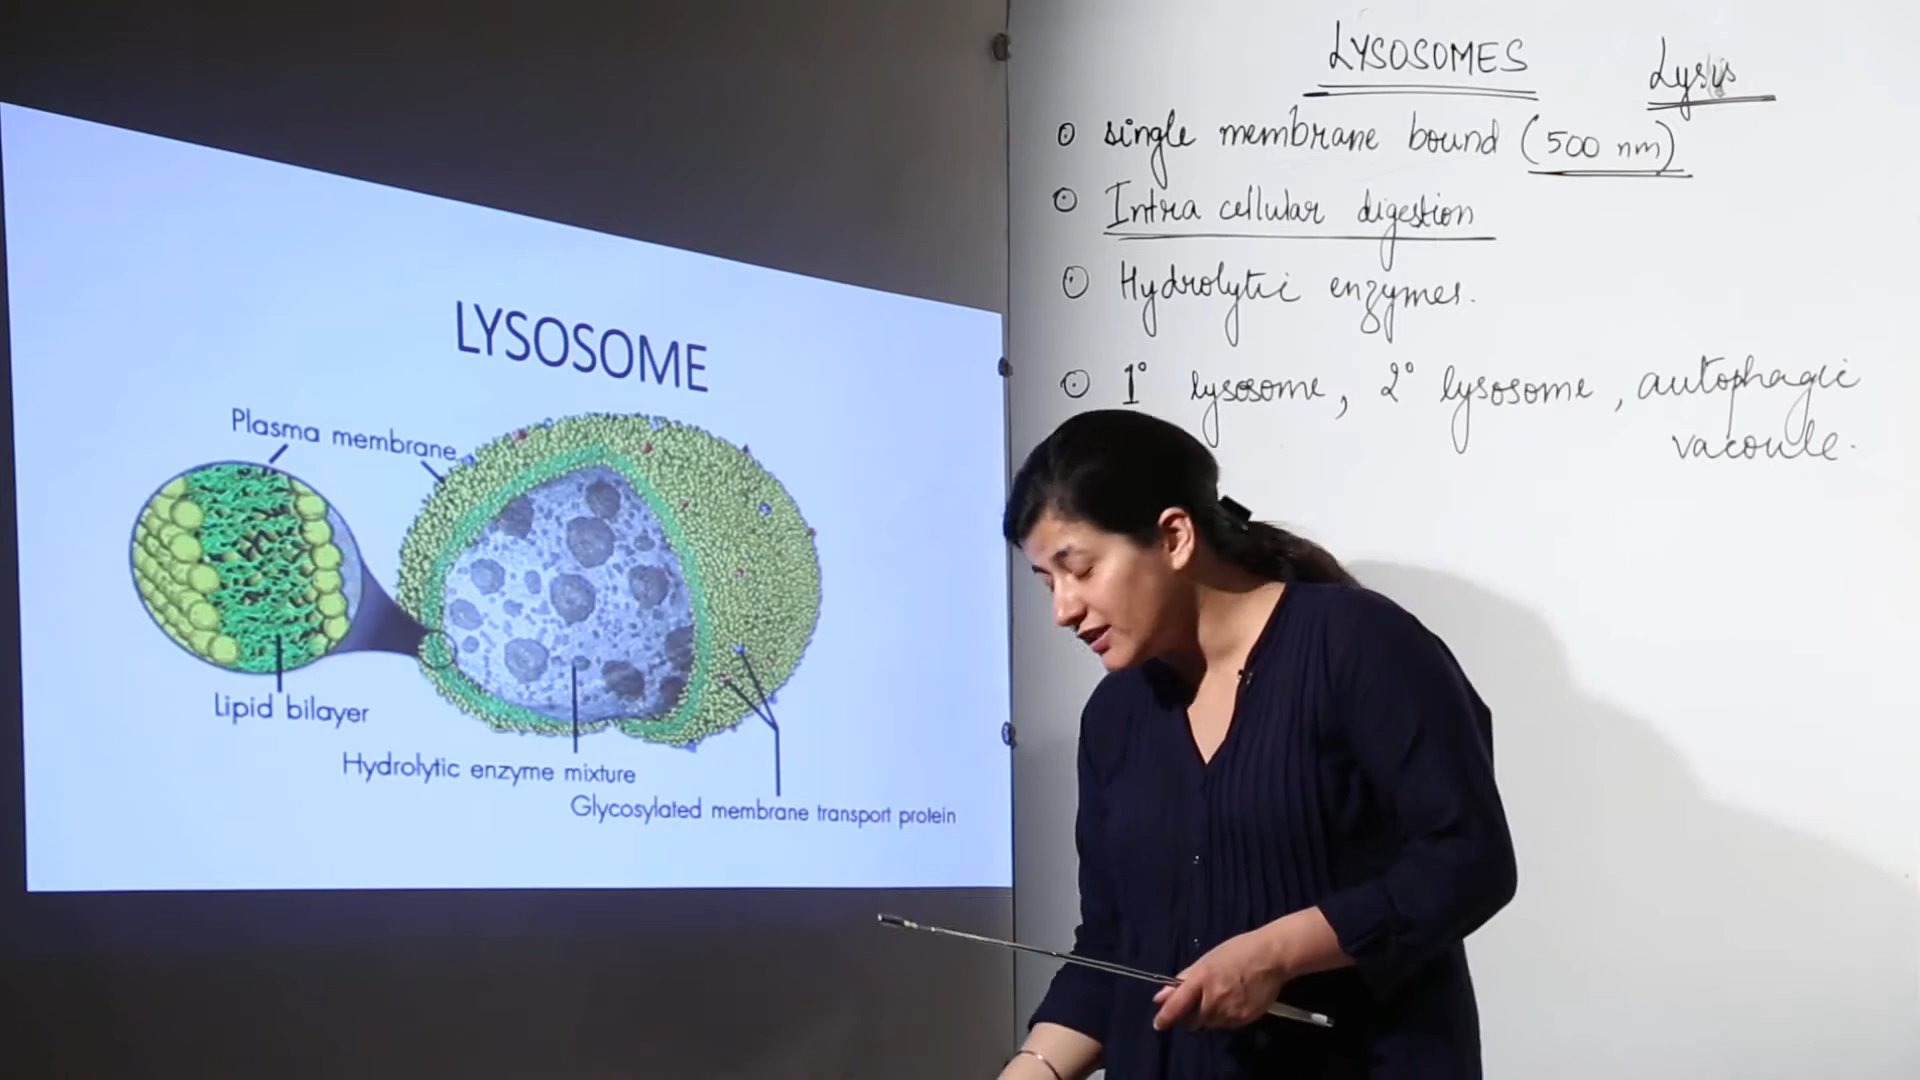 LYSOSOME
Plasma membrane
Lipid bilayer
Hydrolytic enzyme mixture
Glycosylated membrane transport protein
LYSOSOMES
Lysis
single membrane bound (500 nm)
Intra cellular digestion
Hydrolytic enzymes.
1° lysosome, 2° lysosome, autophagic
vacoule.